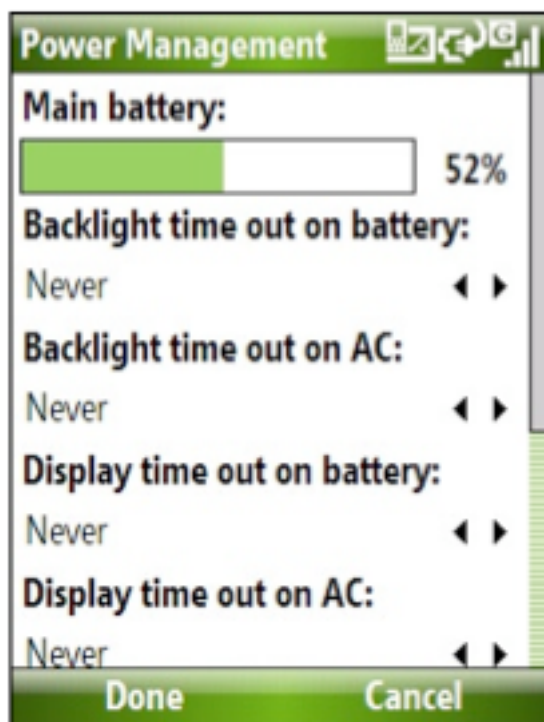 Power Management G
Main battery:
52%
Backlight time out on battery:
Never
Backlight time out on AC:
Never
Display time out on battery:
Never
Display time out on AC:
Never
Done Cancel